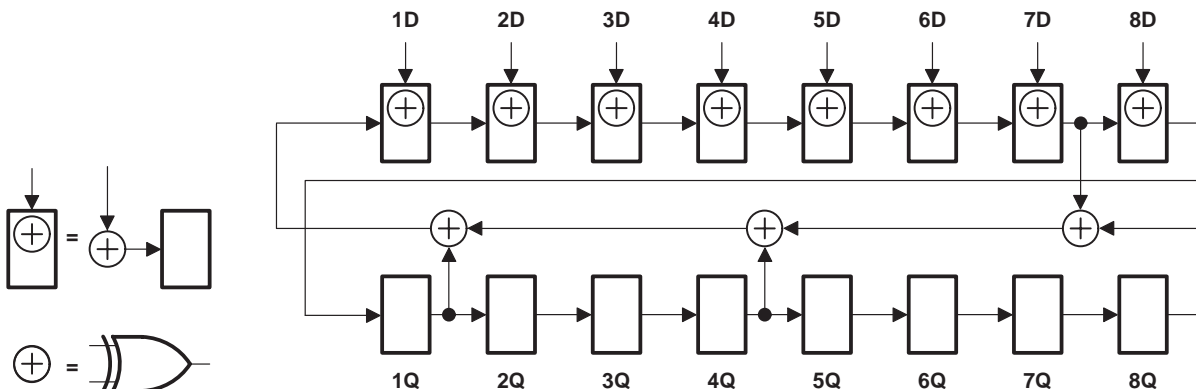 1D 2D 3D 4D 5D 6D 7D 8D
=
=
1Q 2Q 3Q 4Q 5Q 6Q 7Q 8Q